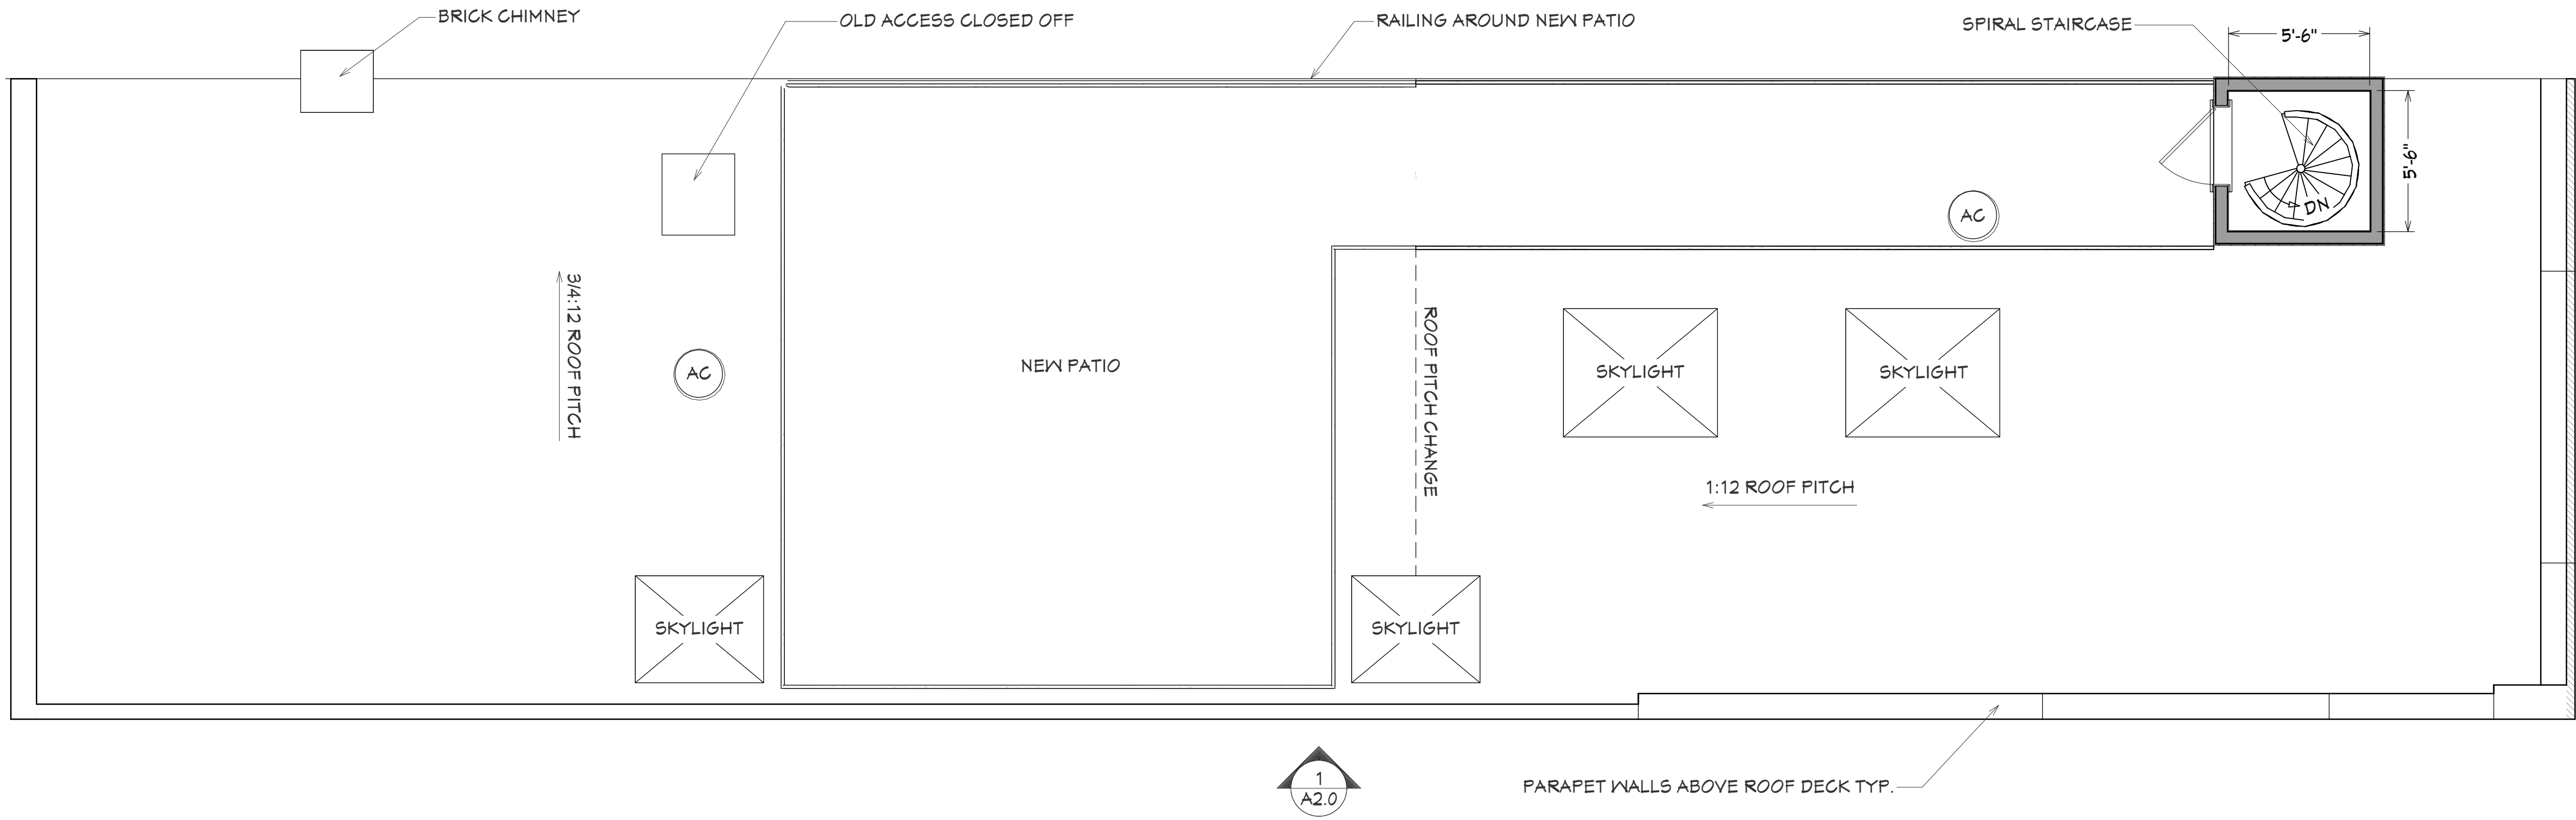 BRICK CHIMNEY
OLD ACCESS CLOSED OFF
RAILING AROUND NEW PATIO
SPIRAL STAIRCASE
5'-6"
5'-6"
DN
AC
3/4:12 ROOF PITCH
AC
NEW PATIO
ROOF PITCH CHANGE
SKYLIGHT
SKYLIGHT
1:12 ROOF PITCH
SKYLIGHT
SKYLIGHT
1
A2.0
PARAPET WALLS ABOVE ROOF DECK TYP.